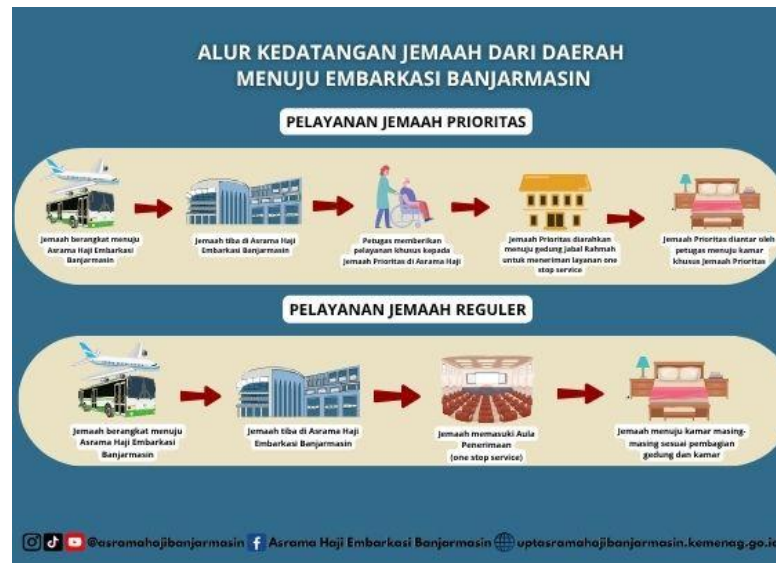 ALUR KEDATANGAN JEMAAH DARI DAERAH
MENUJU EMBARKASI BANJARMASIN
PELAYANAN JEMAAH PRIORITAS
Jemaah berangkat menuju
Asrama Haji Embarkasi
Banjarmasin
Jemaah tiba di Asrama Haji
Embarkasi Banjarmasin
Petugas memberikan
pelayanan khusus kepada
Jemaah Prioritas di Asrama Haji
Jemaah Prioritas diarahkan
menuju gedung Jabal Rahmah
untuk meneriman layanan one
stop service
Jemaah Prioritas diantar oleh
petugas menuju kamar
khusus Jemaah Prioritas
PELAYANAN JEMAAH REGULER
Jemaah berangkat menuju
Asrama Haji Embarkasi
Banjarmasin
Jemaah tiba di Asrama Haji
Embarkasi Banjarmasin
Jemaah memasuki Aula
Penerimaan
(one stop service)
Jemaah menuju kamar masing-
masing sesuai pembagian
gedung dan kamar
@asramahajibanjarmasin Asrama Haji Embarkasi Banjarmasin uptasramahajibanjarmasin.kemenag.go.id